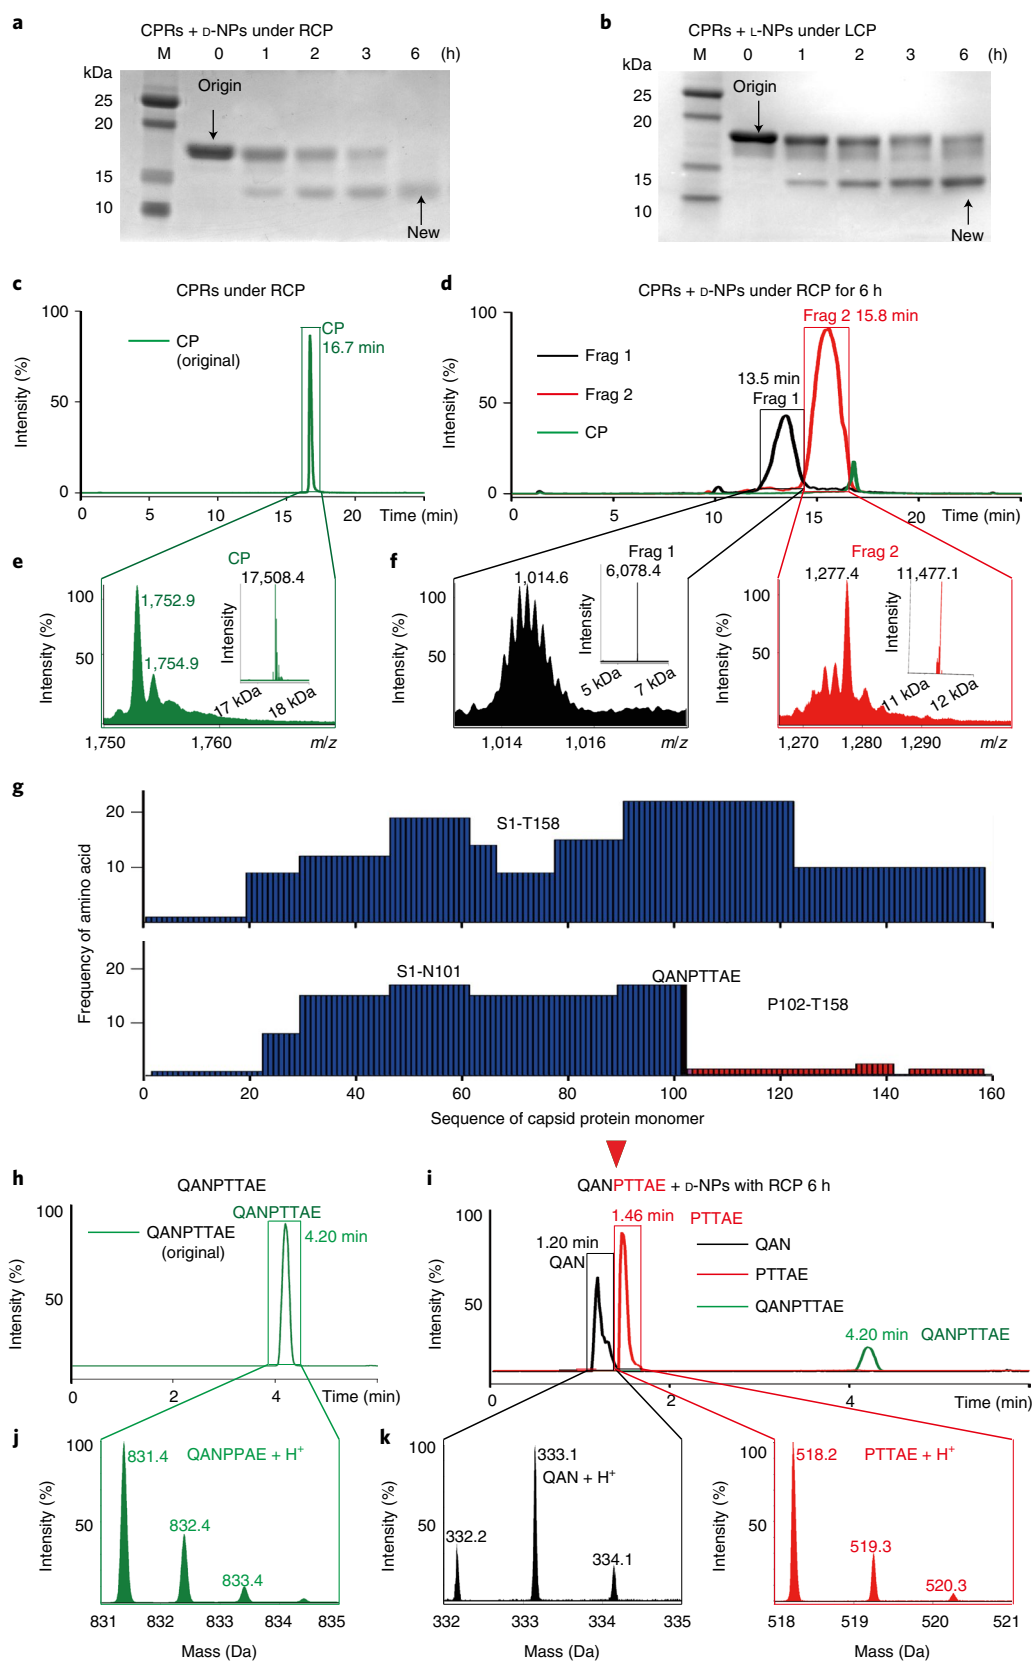 a
CPRs + D-NPs under RCP
M 0 1 2 3 6 (h)
kDa
25
20
15
10
Origin
New
b
CPRs + L-NPs under LCP
M 0 1 2 3 6 (h)
kDa
25
20
15
10
Origin
New
c
CPRs under RCP
100
50
0
Intensity (%)
CP
(original)
CP
16.7 min
0 5 10 15 20 Time (min)
d
CPRs + D-NPs under RCP for 6 h
100
50
0
Intensity (%)
Frag 1
Frag 2
CP
Frag 2 15.8 min
13.5 min
Frag 1
0 5 10 15 20 Time (min)
e
CP
100
50
Intensity (%)
1,752.9
1,754.9
17,508.4
Intensity
17 kDa
18 kDa
1,750 1,760 m/z
f
Frag 1
100
50
Intensity (%)
1,014.6
6,078.4
Intensity
5 kDa
7 kDa
1,014 1,016 m/z
Frag 2
100
50
Intensity (%)
1,277.4
11,477.1
Intensity
11 kDa
12 kDa
1,270 1,280 1,290 m/z
g
Frequency of amino acid
20
10
S1-T158
20
10
S1-N101
QANPTTAE
P102-T158
0 20 40 60 80 100 120 140 160
Sequence of capsid protein monomer
h
QANPTTAE
100
50
Intensity (%)
QANPTTAE
(original)
QANPTTAE
4.20 min
0 2 4 Time (min)
i
QANPTTAE + D-NPs with RCP 6 h
100
50
0
Intensity (%)
1.20 min
QAN
1.46 min PTTAE
QAN
PTTAE
QANPTTAE
4.20 min QANPTTAE
0 2 4 Time (min)
j
100
50
Intensity (%)
831.4
QANPPAE + H+
832.4
833.4
831 832 833 834 835
Mass (Da)
k
100
50
Intensity (%)
333.1
QAN + H+
332.2
334.1
332 333 334 335
Mass (Da)
100
50
Intensity (%)
518.2
PTTAE + H+
519.3
520.3
518 519 520 521
Mass (Da)